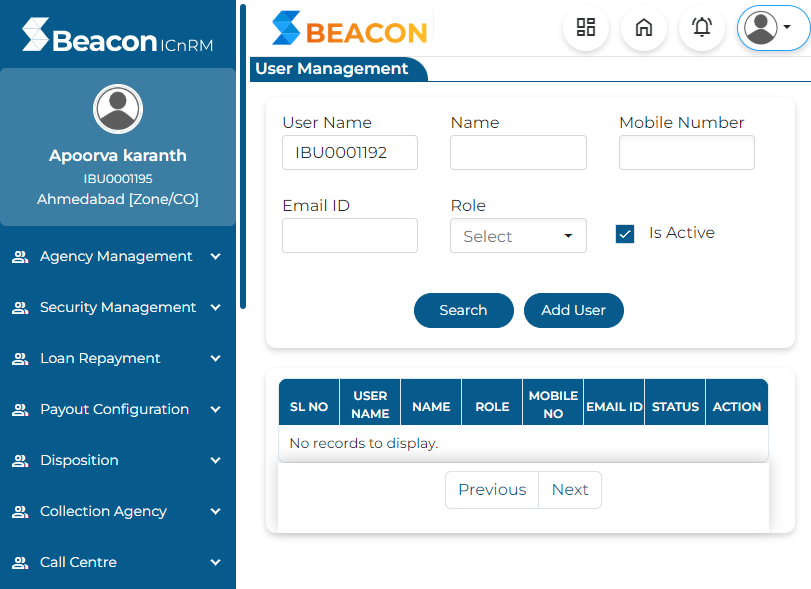 Beacon ICnRM
Apoorva karanth
IBU0001195
Ahmedabad [Zone/CO]
Agency Management
Security Management
Loan Repayment
Payout Configuration
Disposition
Collection Agency
Call Centre
BEACON
User Management
User Name Name Mobile Number
IBU0001192
Email ID Role
Select Is Active
Search Add User
SL NO USER NAME NAME ROLE MOBILE NO EMAIL ID STATUS ACTION
No records to display.
Previous Next